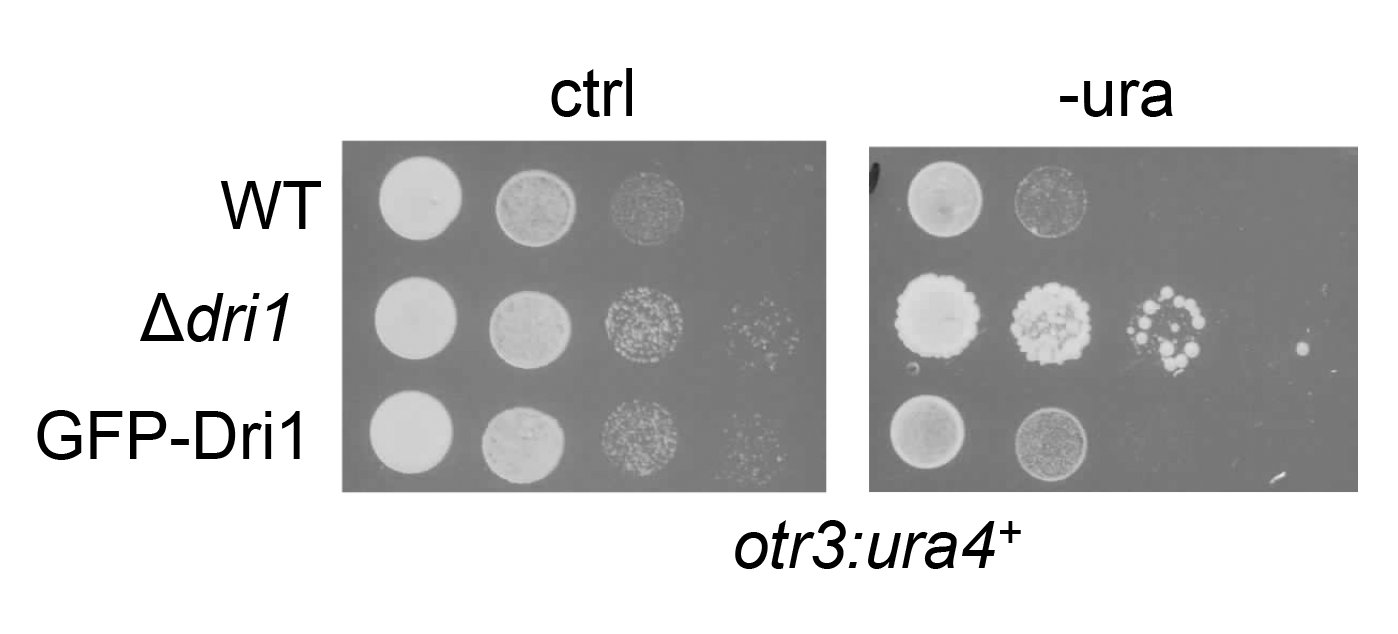 ctrl -ura
WT
Δdri1
GFP-Dri1
otr3:ura4+